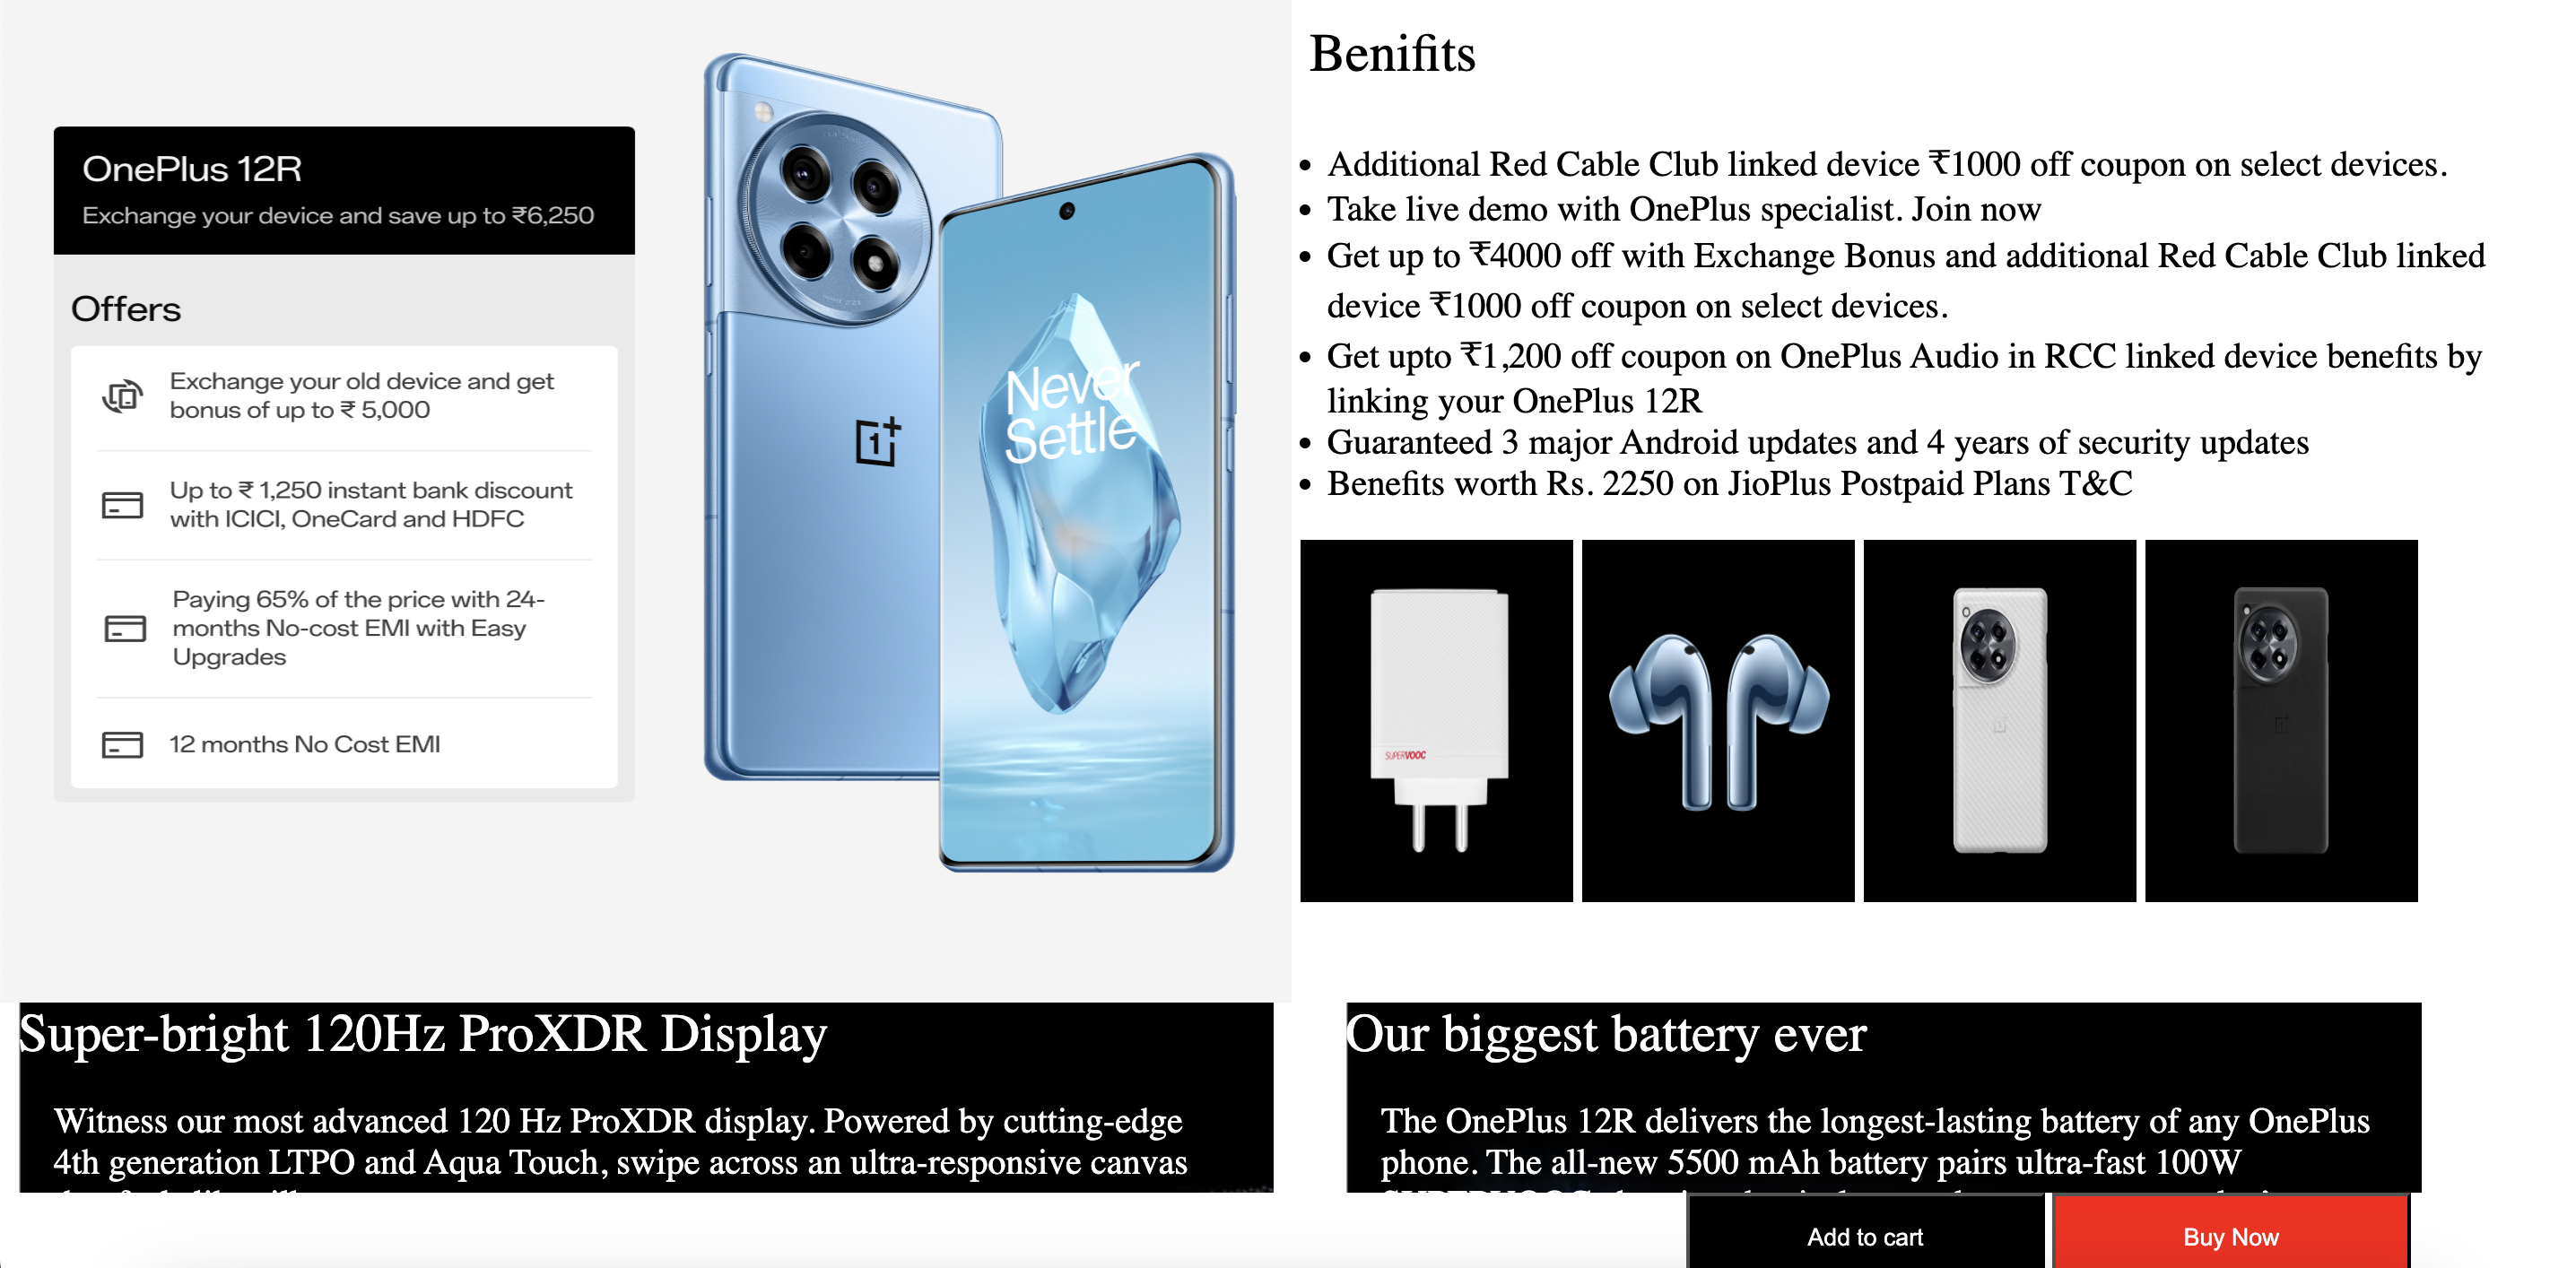 OnePlus 12R
Exchange your device and save up to ₹6,250
Offers
Exchange your old device and get
bonus of up to ₹ 5,000
Up to ₹ 1,250 instant bank discount
with ICICI, OneCard and HDFC
Paying 65% of the price with 24-
months No-cost EMI with Easy
Upgrades
12 months No Cost EMI
Never
Settle
Benifits
Additional Red Cable Club linked device ₹1000 off coupon on select devices.
Take live demo with OnePlus specialist. Join now
Get up to ₹4000 off with Exchange Bonus and additional Red Cable Club linked
device ₹1000 off coupon on select devices.
Get upto ₹1,200 off coupon on OnePlus Audio in RCC linked device benefits by
linking your OnePlus 12R
Guaranteed 3 major Android updates and 4 years of security updates
Benefits worth Rs. 2250 on JioPlus Postpaid Plans T&C
SUPERVOOC
Super-bright 120Hz ProXDR Display
Witness our most advanced 120 Hz ProXDR display. Powered by cutting-edge
4th generation LTPO and Aqua Touch, swipe across an ultra-responsive canvas
Our biggest battery ever
The OnePlus 12R delivers the longest-lasting battery of any OnePlus
phone. The all-new 5500 mAh battery pairs ultra-fast 100W
Add to cart
Buy Now